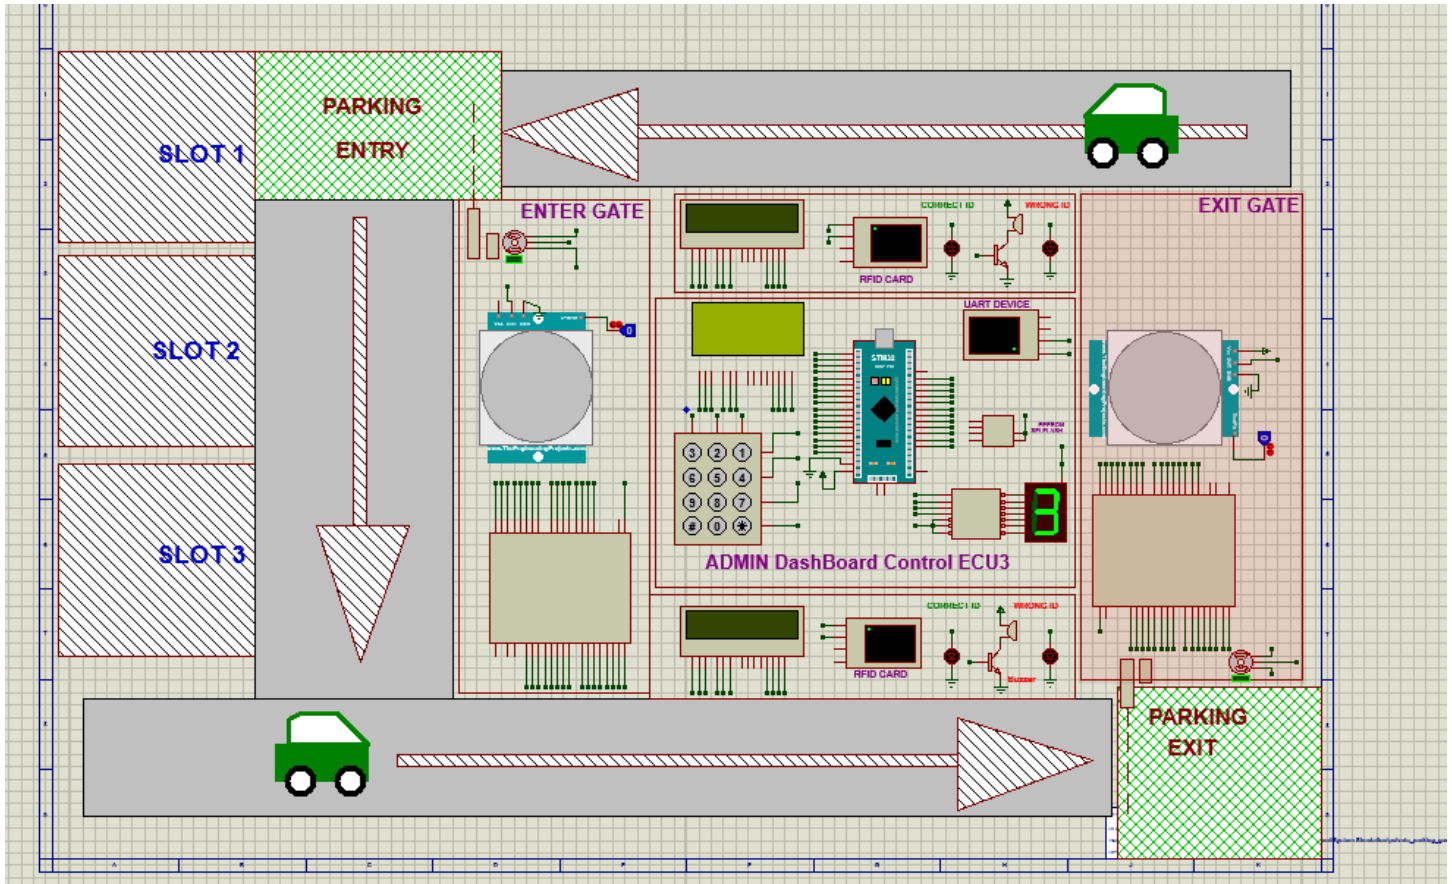 PARKING
ENTRY
SLOT 1
ENTER GATE
CORRECT ID
WRONG ID
EXIT GATE
RFID CARD
UART DEVICE
SLOT 2
STM32
3 2 1
6 5 4
9 8 7
# 0 *
3
SLOT 3
ADMIN DashBoard Control ECU3
CORRECT ID
WRONG ID
RFID CARD
Buzzer
PARKING
EXIT